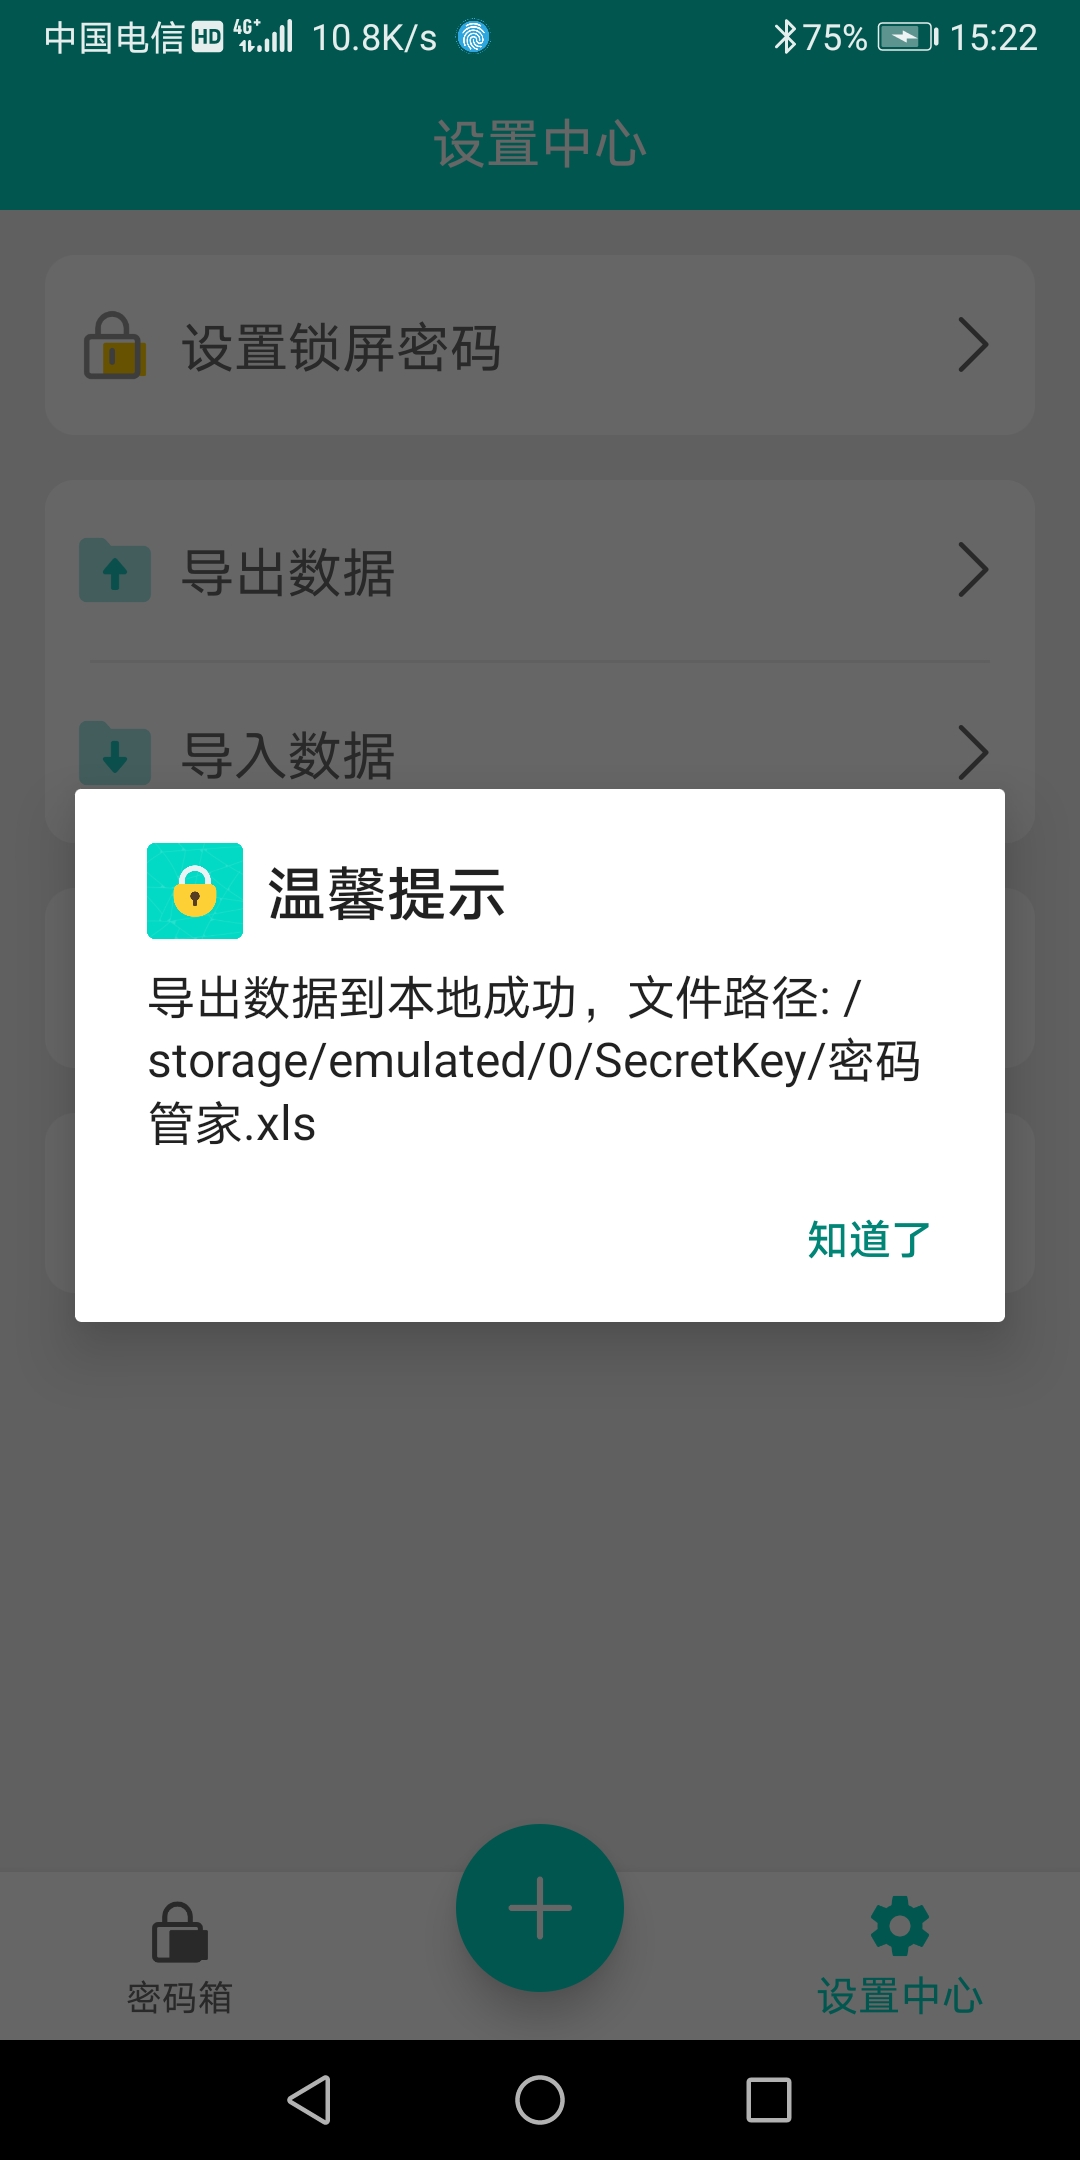 中国电信 HD 4G+ 10.8K/s 75% 15:22
设置中心
设置锁屏密码
导出数据
导入数据
温馨提示
导出数据到本地成功，文件路径: /
storage/emulated/0/SecretKey/密码
管家.xls
知道了
密码箱
设置中心